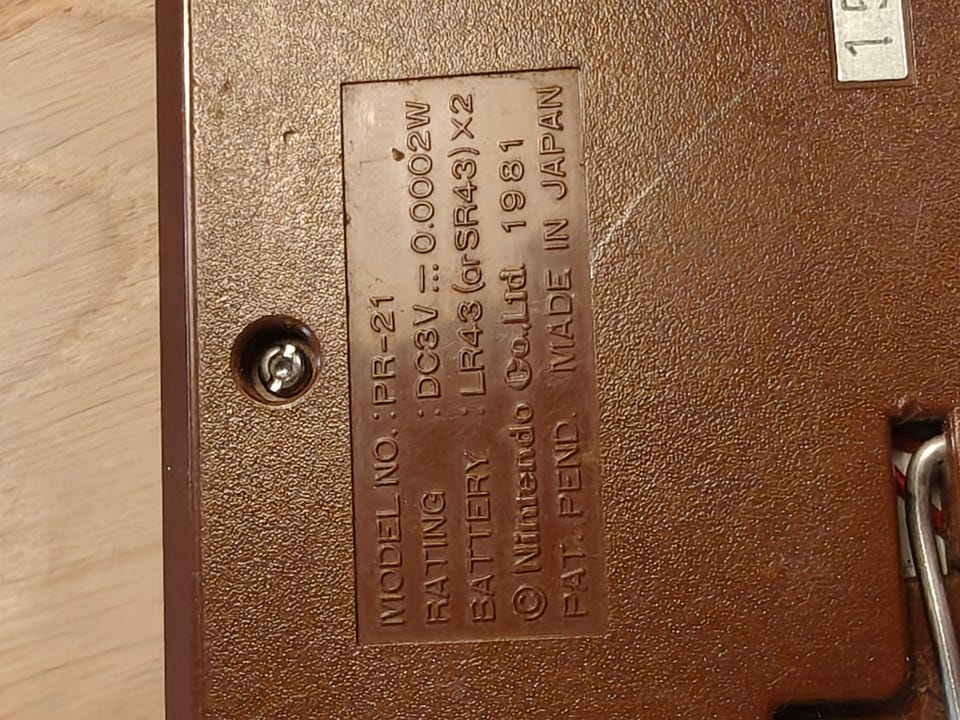 MODEL NO. : PR-21
RATING : DC3V ⎓ 0.0002W
BATTERY : LR43 (or SR43) X2
© Nintendo Co.,Ltd. 1981
PAT. PEND. MADE IN JAPAN